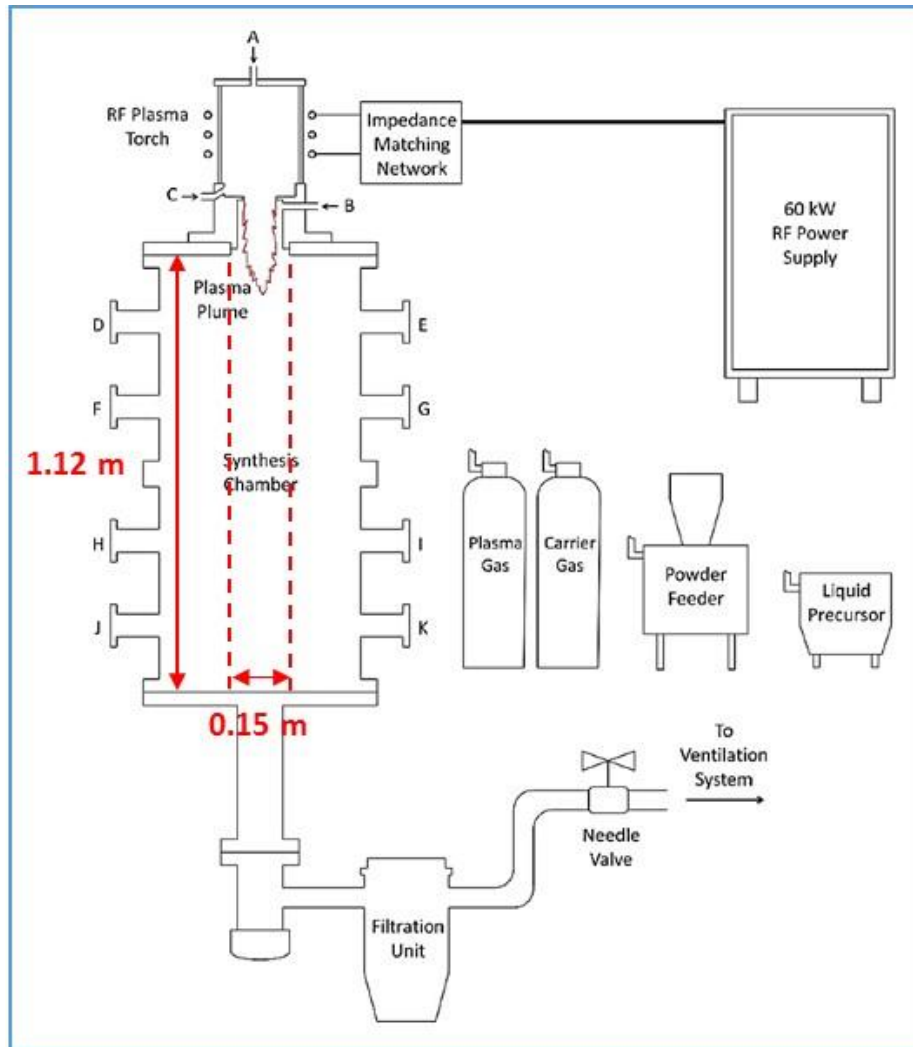 A
RF Plasma
Torch
Impedance
Matching
Network
60 kW
RF Power
Supply
C
B
Plasma
Plume
D
E
F
G
1.12 m
Synthesis
Chamber
H
I
J
K
Plasma
Gas
Carrier
Gas
Powder
Feeder
Liquid
Precursor
0.15 m
To
Ventilation
System
Needle
Valve
Filtration
Unit